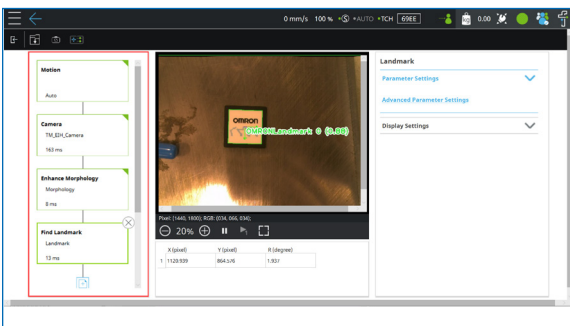 0 mm/s 100 % AUTO TCH 69EE kg 0.00
Motion
Auto
Camera
TM_EIH_Camera
163 ms
Enhance Morphology
Morphology
8 ms
Find Landmark
Landmark
13 ms
OMRON
OMRONLandmark 0 (0.88)
Pixel: (1440, 1800); RGB: (034, 066, 034);
20%
X (pixel) Y (pixel) R (degree)
1 1120.939 864.576 1.931
Landmark
Parameter Settings
Advanced Parameter Settings
Display Settings